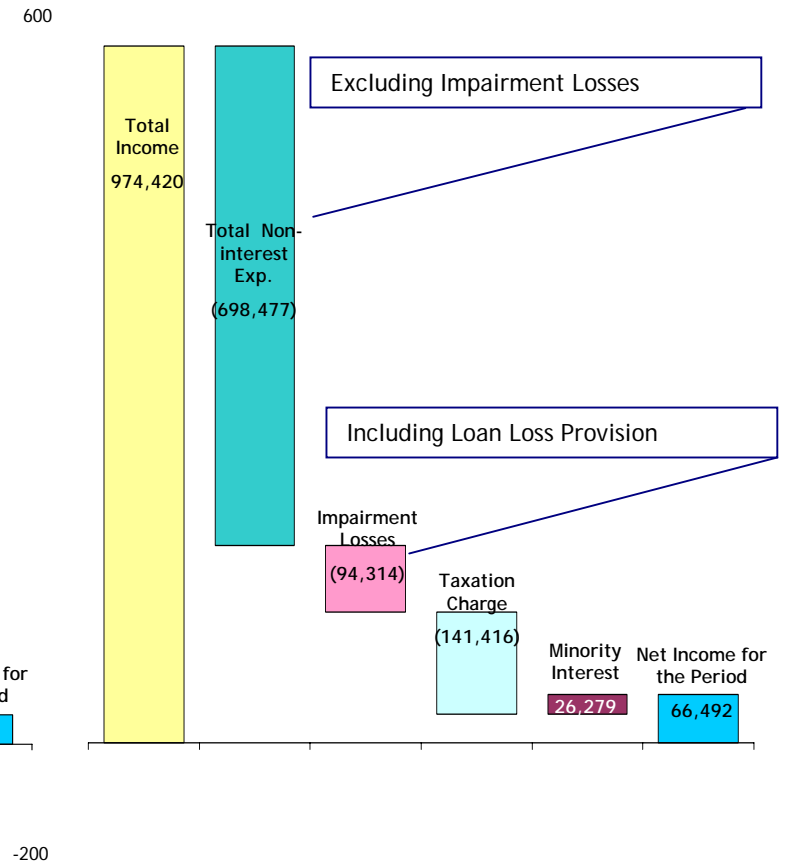 600
Excluding Impairment Losses
Total
Income
974,420
Total Non-
interest
Exp.
(698,477)
Including Loan Loss Provision
Impairment
Losses
(94,314)
Taxation
Charge
(141,416)
Minority
Interest
26,279
Net Income for
the Period
66,492
for
d
-200